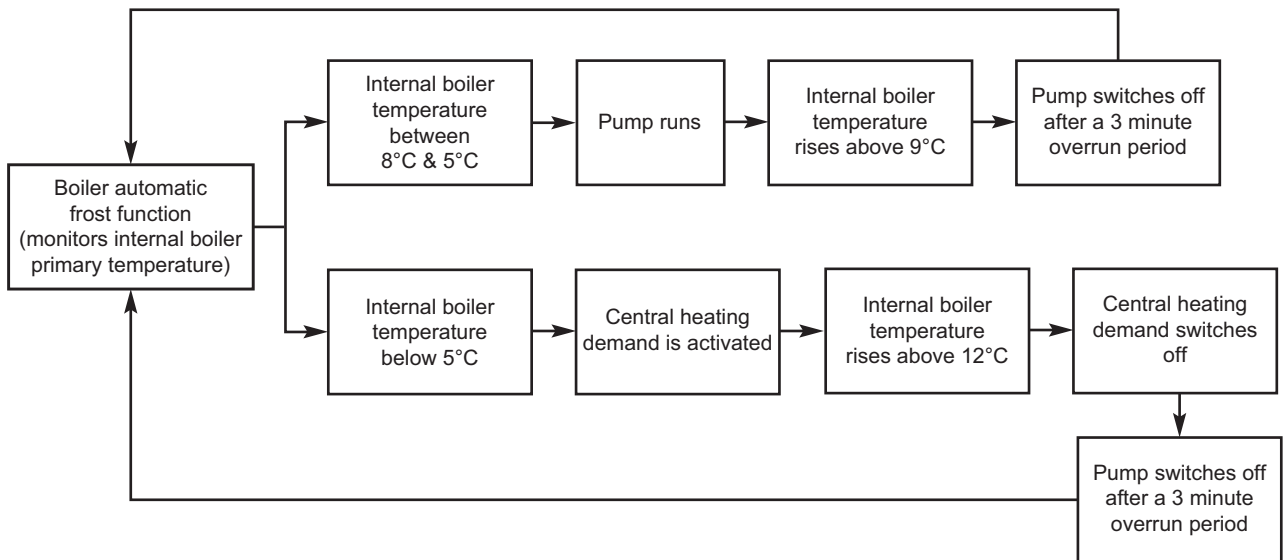 Boiler automatic
frost function
(monitors internal boiler
primary temperature)
Internal boiler
temperature
between
8°C & 5°C
Pump runs
Internal boiler
temperature
rises above 9°C
Pump switches off
after a 3 minute
overrun period
Internal boiler
temperature
below 5°C
Central heating
demand is activated
Internal boiler
temperature
rises above 12°C
Central heating
demand switches
off
Pump switches off
after a 3 minute
overrun period